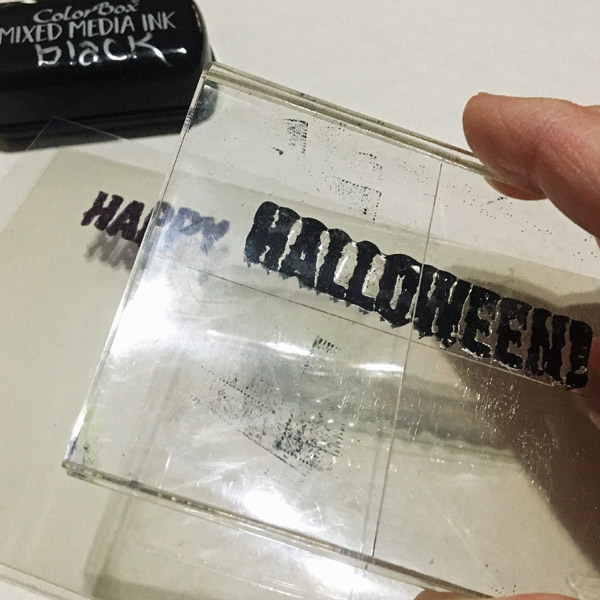 ColorBox
MIXED MEDIA INK
black
HAPPY
HALLOWEEN!